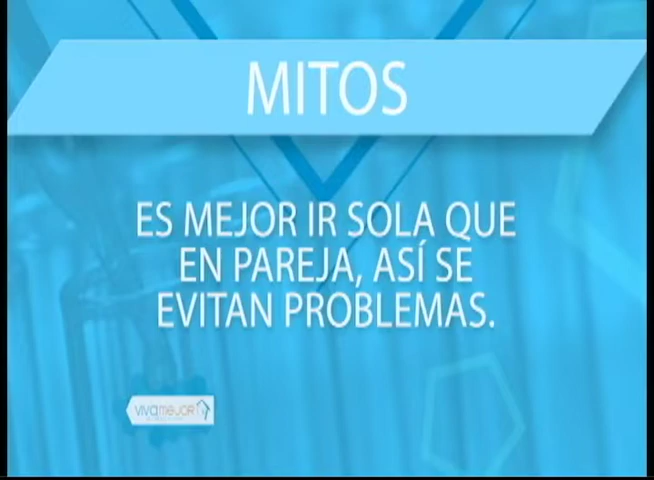 MITOS
ES MEJOR IR SOLA QUE
EN PAREJA, ASÍ SE
EVITAN PROBLEMAS.
vivamejor